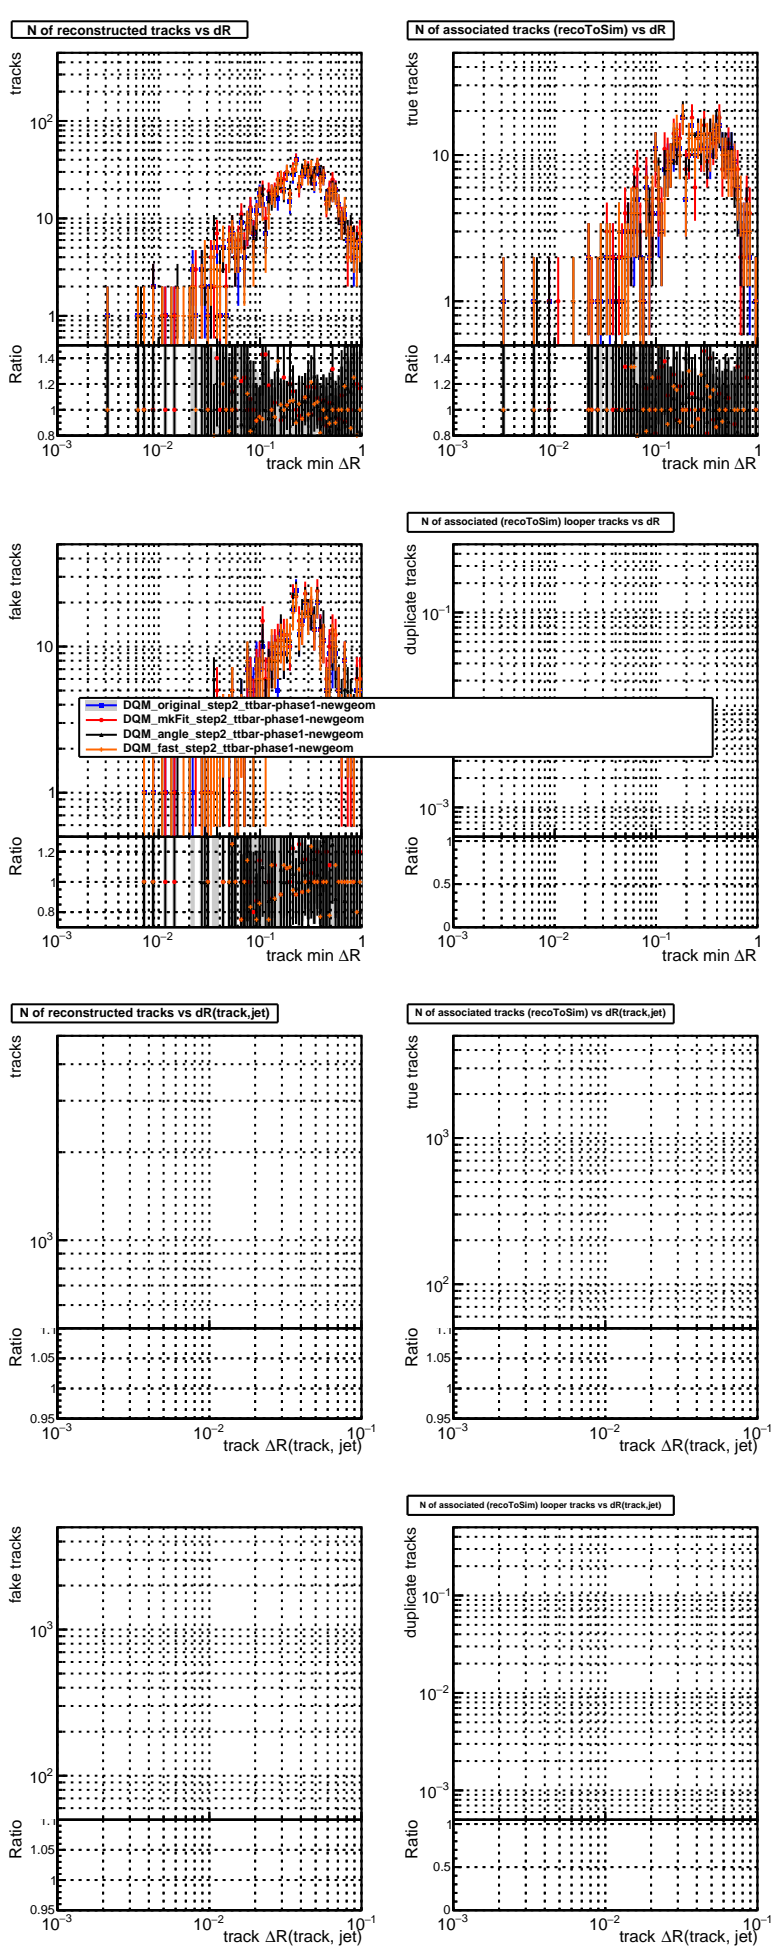 N of reconstructed tracks vs dR
tracks
10²
10
1
Ratio
1.4
1.2
1
0.8
10⁻³ 10⁻² 10⁻¹ 1
track min ΔR
N of associated tracks (recoToSim) vs dR
true tracks
10
1
Ratio
1.4
1.2
1
0.8
10⁻³ 10⁻² 10⁻¹ 1
track min ΔR
fake tracks
10
1
Ratio
1.2
1
0.8
10⁻³ 10⁻² 10⁻¹ 1
track min ΔR
N of associated (recoToSim) looper tracks vs dR
duplicate tracks
10⁻¹
10⁻³
Ratio
1
0.5
0
10⁻³ 10⁻² 10⁻¹ 1
track min ΔR
DQM_original_step2_ttbar-phase1-newgeom
DQM_mkFit_step2_ttbar-phase1-newgeom
DQM_angle_step2_ttbar-phase1-newgeom
DQM_fast_step2_ttbar-phase1-newgeom
N of reconstructed tracks vs dR(track,jet)
tracks
10³
Ratio
1.1
1.05
1
0.95
10⁻³ 10⁻² 10⁻¹
track ΔR(track, jet)
N of associated tracks (recoToSim) vs dR(track,jet)
true tracks
10³
10²
Ratio
1.1
1.05
1
0.95
10⁻³ 10⁻² 10⁻¹
track ΔR(track, jet)
fake tracks
10³
10²
Ratio
1.1
1.05
1
0.95
10⁻³ 10⁻² 10⁻¹
track ΔR(track, jet)
N of associated (recoToSim) looper tracks vs dR(track,jet)
duplicate tracks
10⁻¹
10⁻²
10⁻³
Ratio
1
0.5
0
10⁻³ 10⁻² 10⁻¹
track ΔR(track, jet)